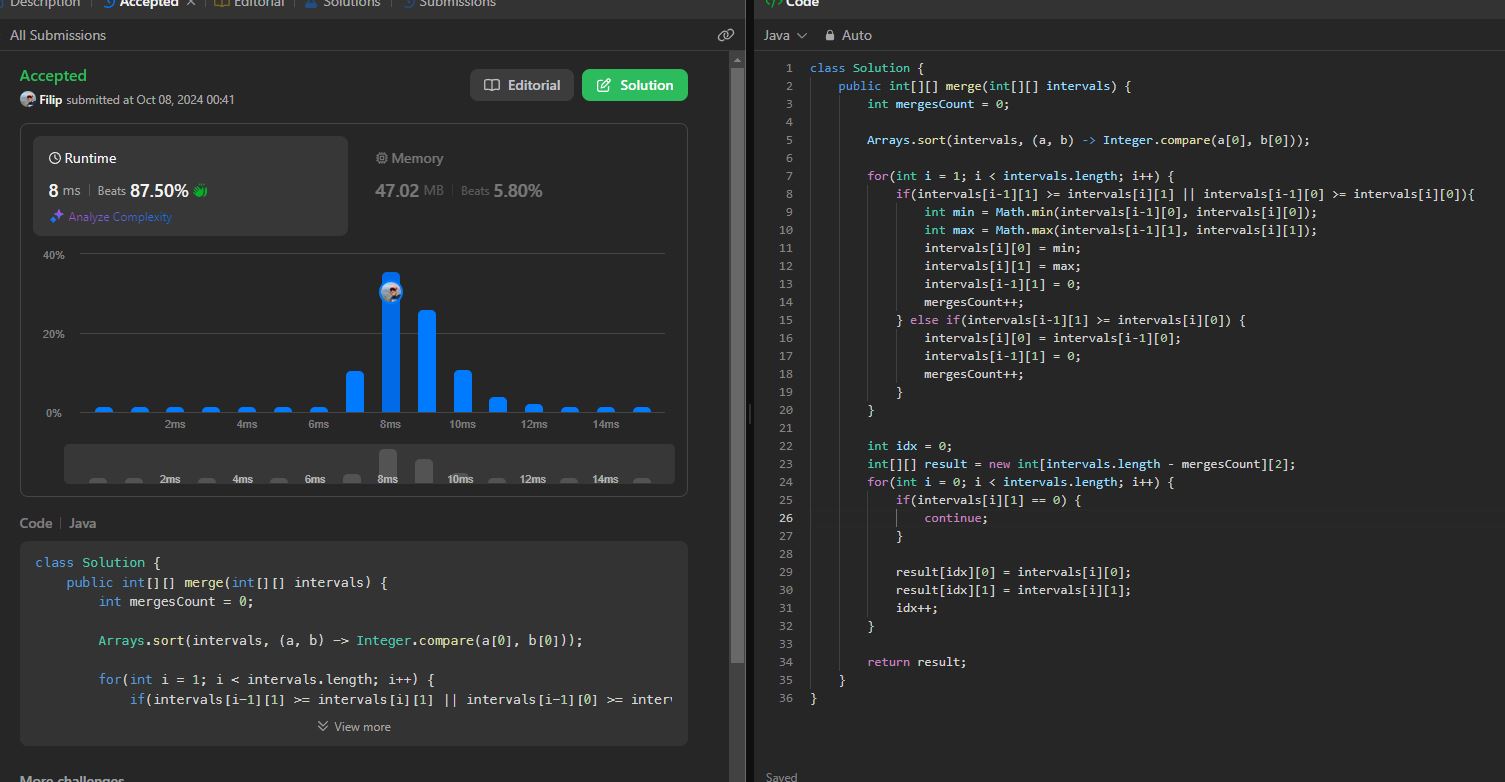 Description
Accepted
Editorial
Solutions
Submissions
All Submissions
Accepted
Filip submitted at Oct 08, 2024 00:41
Editorial
Solution
Runtime
8 ms | Beats 87.50%
Analyze Complexity
Memory
47.02 MB | Beats 5.80%
40%
20%
0%
2ms 4ms 6ms 8ms 10ms 12ms 14ms
2ms 4ms 6ms 8ms 10ms 12ms 14ms
Code | Java
class Solution {
    public int[][] merge(int[][] intervals) {
        int mergesCount = 0;
        Arrays.sort(intervals, (a, b) -> Integer.compare(a[0], b[0]));
        for(int i = 1; i < intervals.length; i++) {
            if(intervals[i-1][1] >= intervals[i][1] || intervals[i-1][0] >= inter
View more
More challenges
</> Code
Java
Auto
1 class Solution {
2     public int[][] merge(int[][] intervals) {
3         int mergesCount = 0;
4
5         Arrays.sort(intervals, (a, b) -> Integer.compare(a[0], b[0]));
6
7         for(int i = 1; i < intervals.length; i++) {
8             if(intervals[i-1][1] >= intervals[i][1] || intervals[i-1][0] >= intervals[i][0]){
9                 int min = Math.min(intervals[i-1][0], intervals[i][0]);
10                 int max = Math.max(intervals[i-1][1], intervals[i][1]);
11                 intervals[i][0] = min;
12                 intervals[i][1] = max;
13                 intervals[i-1][1] = 0;
14                 mergesCount++;
15             } else if(intervals[i-1][1] >= intervals[i][0]) {
16                 intervals[i][0] = intervals[i-1][0];
17                 intervals[i-1][1] = 0;
18                 mergesCount++;
19             }
20         }
21
22         int idx = 0;
23         int[][] result = new int[intervals.length - mergesCount][2];
24         for(int i = 0; i < intervals.length; i++) {
25             if(intervals[i][1] == 0) {
26                 continue;
27             }
28
29             result[idx][0] = intervals[i][0];
30             result[idx][1] = intervals[i][1];
31             idx++;
32         }
33
34         return result;
35     }
36 }
Saved